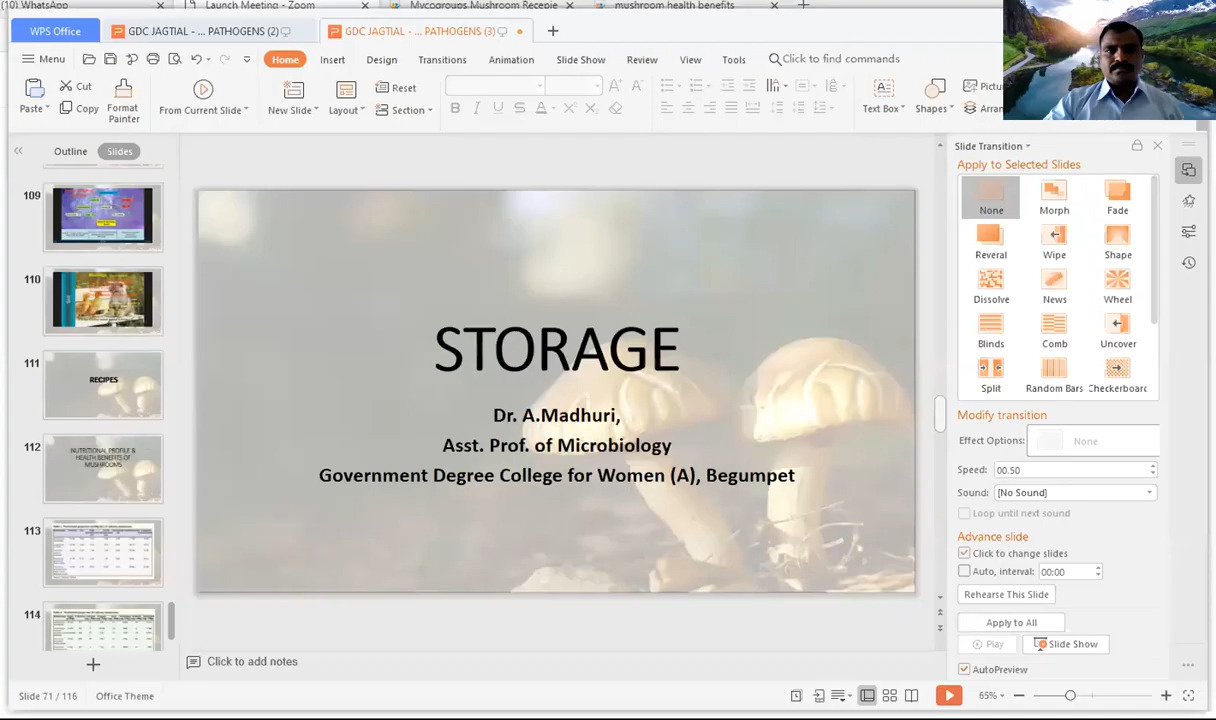 (10) WhatsApp
Launch Meeting - Zoom
Mycogroups Mushroom Recepie
mushroom health benefits
WPS Office
GDC JAGTIAL - ... PATHOGENS (2)
GDC JAGTIAL - ... PATHOGENS (3)
Menu
Home
Insert
Design
Transitions
Animation
Slide Show
Review
View
Tools
Click to find commands
Paste
Cut
Copy
Format Painter
From Current Slide
New Slide
Layout
Reset
Section
Text Box
Shapes
Outline
Slides
109
110
111
RECIPES
112
NUTRITIONAL PROFILE &
HEALTH BENEFITS OF
MUSHROOMS
113
114
STORAGE
Dr. A.Madhuri,
Asst. Prof. of Microbiology
Government Degree College for Women (A), Begumpet
Slide Transition
Apply to Selected Slides
None
Morph
Fade
Reveral
Wipe
Shape
Dissolve
News
Wheel
Blinds
Comb
Uncover
Split
Random Bars
Checkerboard
Modify transition
Effect Options:
None
Speed:
00.50
Sound:
[No Sound]
Loop until next sound
Advance slide
Click to change slides
Auto, interval:
00:00
Rehearse This Slide
Apply to All
Play
Slide Show
AutoPreview
Click to add notes
Slide 71 / 116
Office Theme
65%